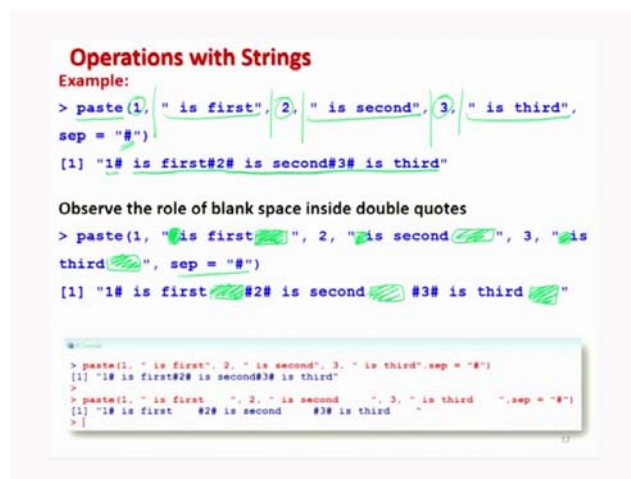 Operations with Strings
Example:
> paste(1, " is first", 2, " is second", 3, " is third",
sep = "#")
[1] "1# is first#2# is second#3# is third"
Observe the role of blank space inside double quotes
> paste(1, " is first    ", 2, " is second    ", 3, " is
third    ", sep = "#")
[1] "1# is first    #2# is second     #3# is third    "
> paste(1, " is first", 2, " is second", 3, " is third",sep = "#")
[1] "1# is first#2# is second#3# is third"
>
> paste(1, " is first    ", 2, " is second    ", 3, " is third    ",sep = "#")
[1] "1# is first    #2# is second    #3# is third    "
>
12